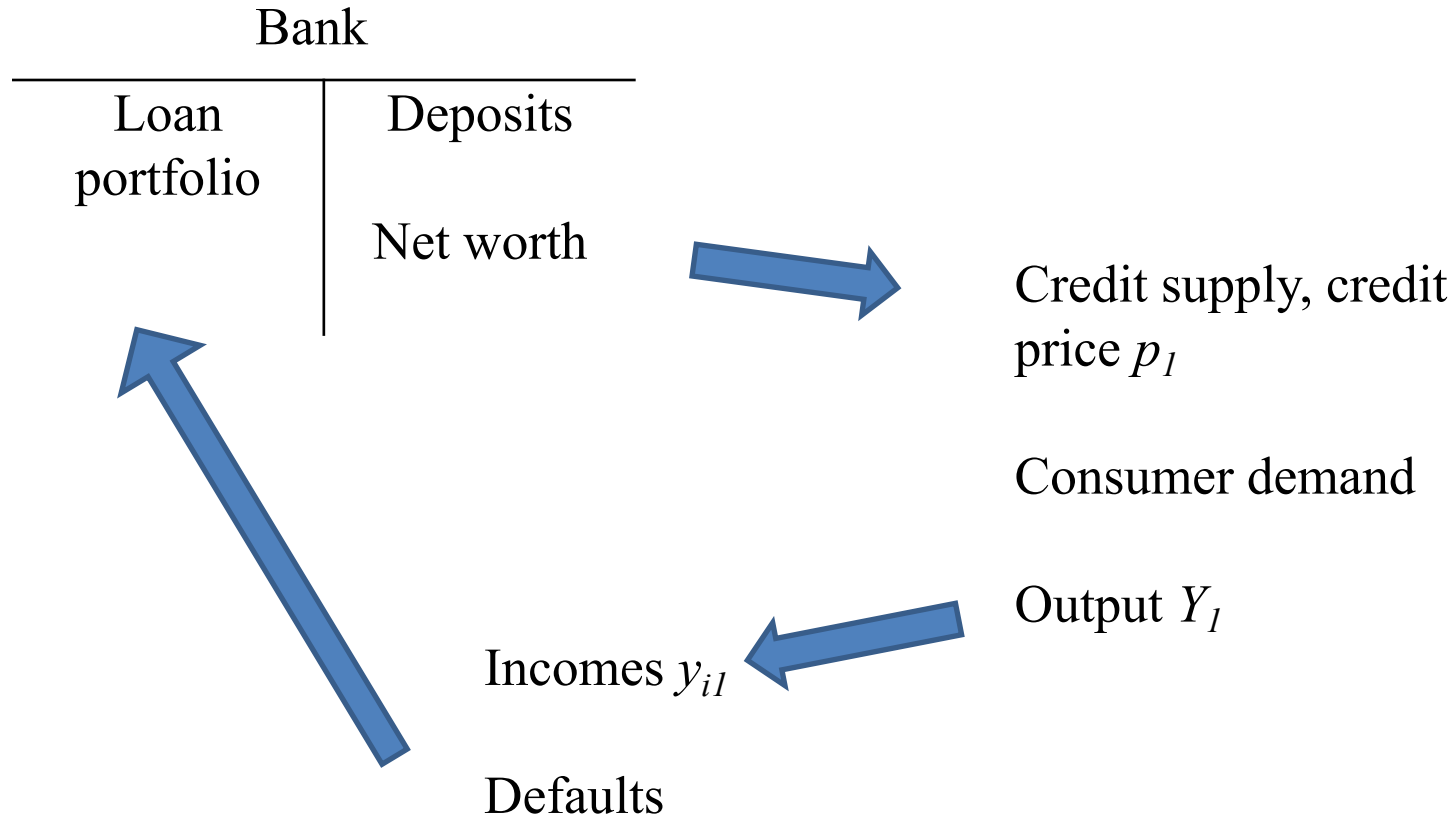 Bank
Loan
portfolio
Deposits
Net worth
Credit supply, credit
price p1
Consumer demand
Output Y1
Incomes yi1
Defaults